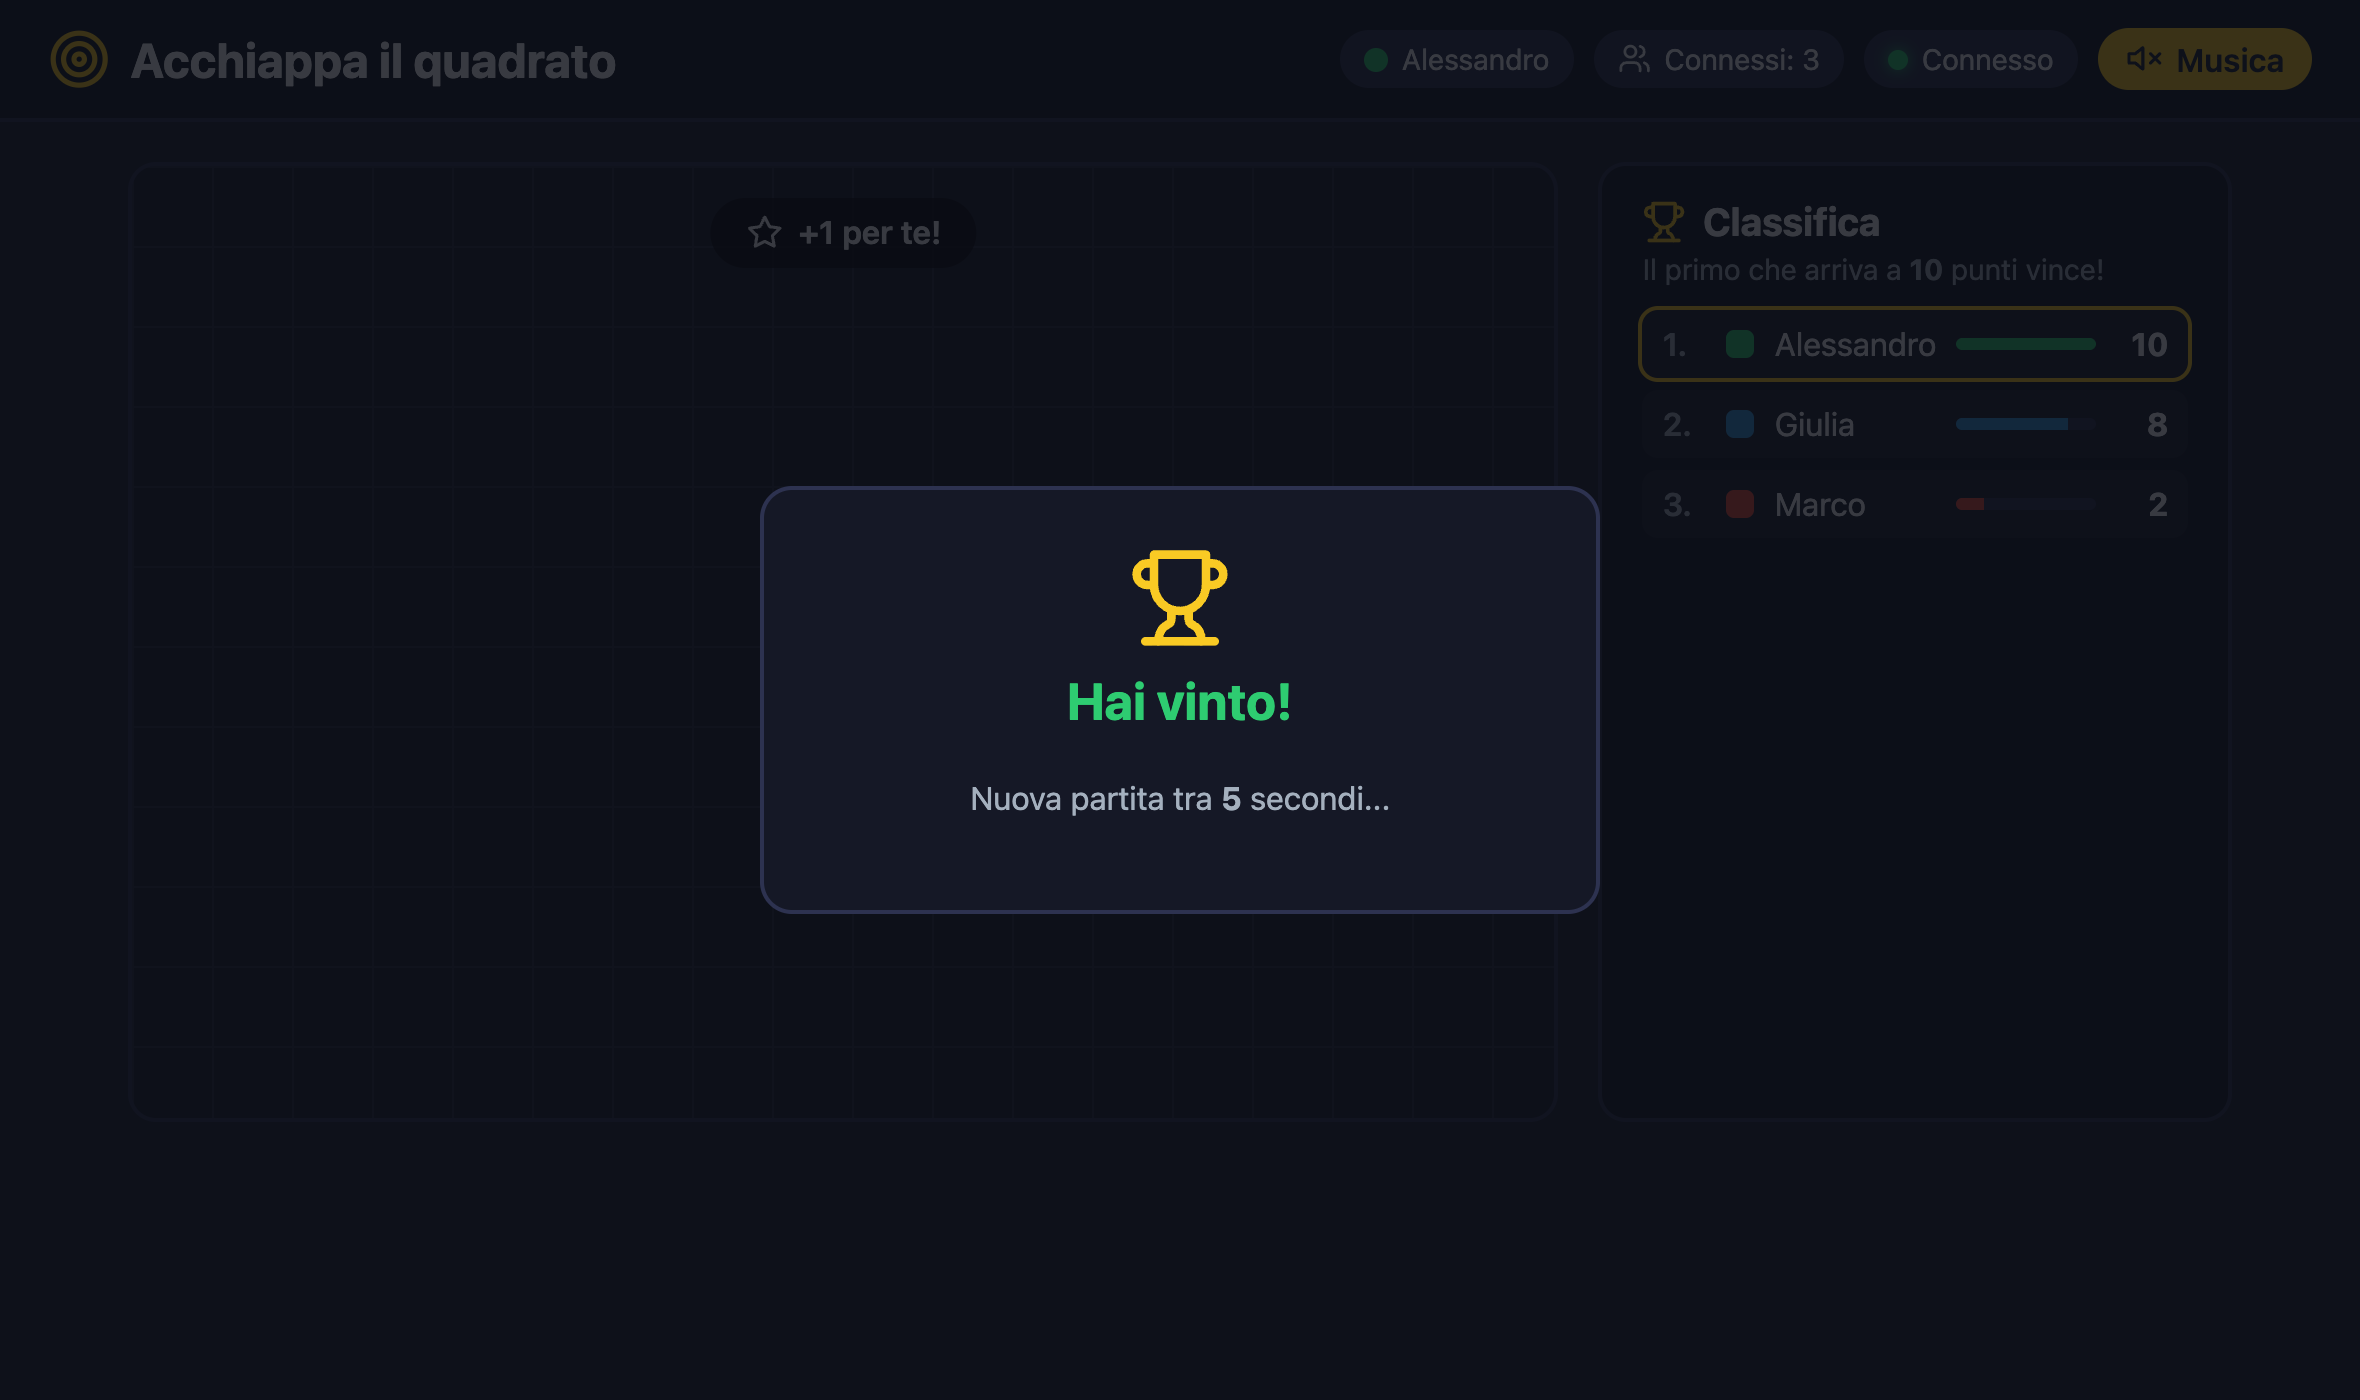 Acchiappa il quadrato
Alessandro
Connessi: 3
Connesso
Musica
+1 per te!
Classifica
Il primo che arriva a 10 punti vince!
1. Alessandro 10
2. Giulia 8
3. Marco 2
Hai vinto!
Nuova partita tra 5 secondi...